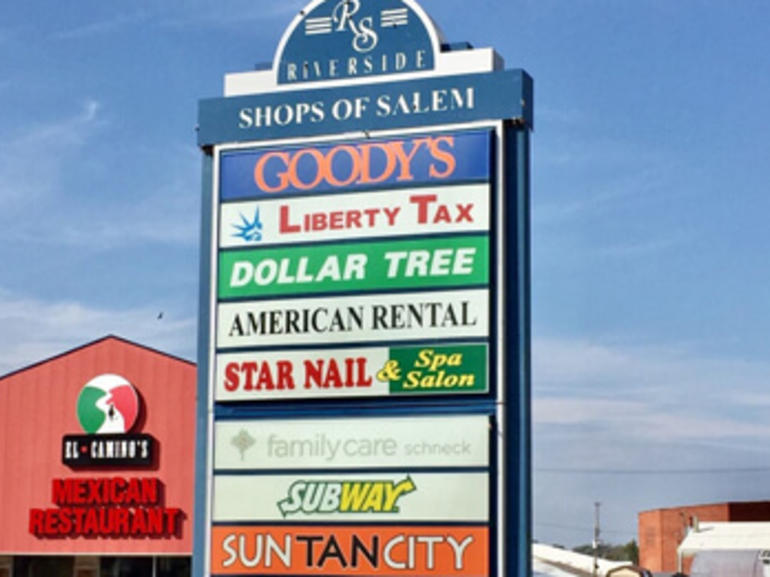 RS
RIVERSIDE
SHOPS OF SALEM
GOODY'S
LIBERTY TAX
DOLLAR TREE
AMERICAN RENTAL
STAR NAIL & Spa Salon
familycare schneck
SUBWAY
SUNTANCITY
EL • CAMINO'S
MEXICAN
RESTAURANT